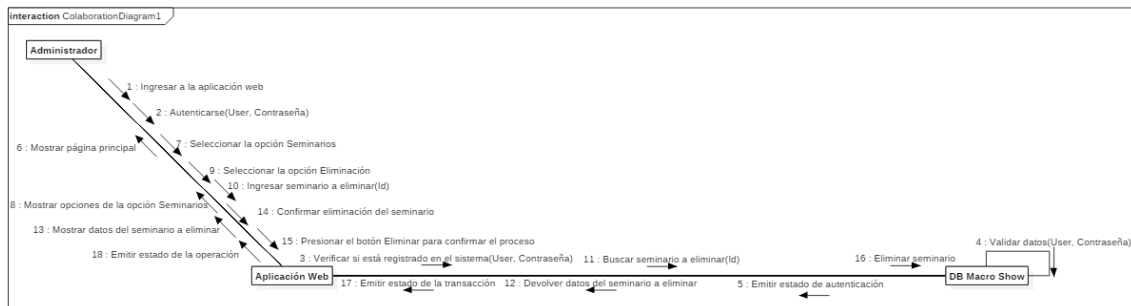 interaction ColaborationDiagram1
Administrador
1 : Ingresar a la aplicación web
2 : Autenticarse(User, Contraseña)
7 : Seleccionar la opción Seminarios
6 : Mostrar página principal
9 : Seleccionar la opción Eliminación
10 : Ingresar seminario a eliminar(Id)
8 : Mostrar opciones de la opción Seminarios
14 : Confirmar eliminación del seminario
13 : Mostrar datos del seminario a eliminar
15 : Presionar el botón Eliminar para confirmar el proceso
4 : Validar datos(User, Contraseña)
18 : Emitir estado de la operación
3 : Verificar si está registrado en el sistema(User, Contraseña)
11 : Buscar seminario a eliminar(Id)
16 : Eliminar seminario
Aplicación Web
DB Macro Show
17 : Emitir estado de la transacción
12 : Devolver datos del seminario a eliminar
5 : Emitir estado de autenticación